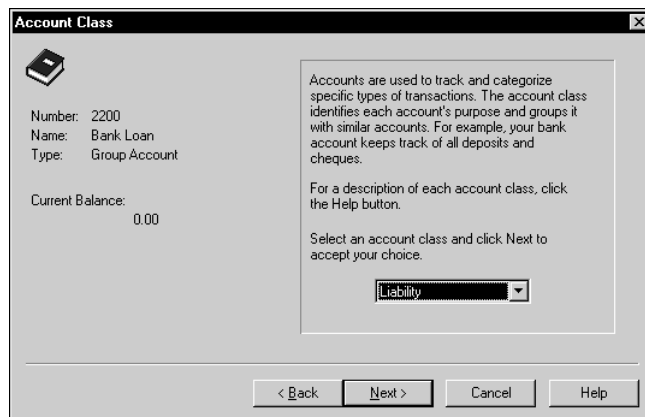 Account Class
Number: 2200
Name: Bank Loan
Type: Group Account
Current Balance:
0.00
Accounts are used to track and categorize
specific types of transactions. The account class
identifies each account's purpose and groups it
with similar accounts. For example, your bank
account keeps track of all deposits and
cheques.
For a description of each account class, click
the Help button.
Select an account class and click Next to
accept your choice.
Liability
< Back
Next >
Cancel
Help